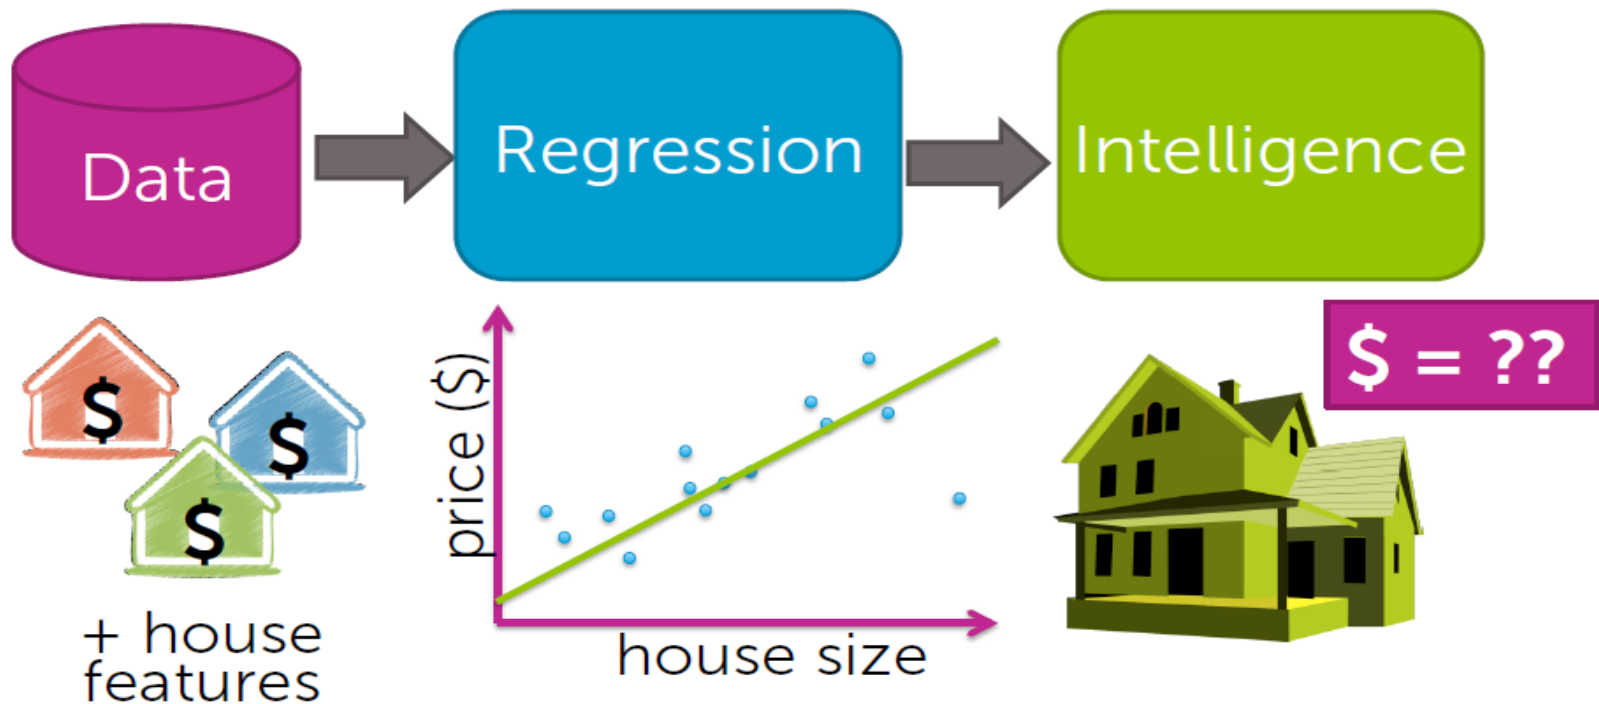 Data
Regression
Intelligence
$
$
$
+ house
features
price ($)
house size
$ = ??